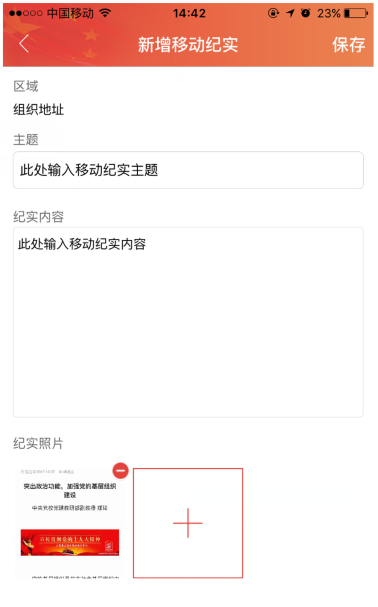 中国移动 14:42 23%
新增移动纪实 保存
区域
组织地址
主题
此处输入移动纪实主题
纪实内容
此处输入移动纪实内容
纪实照片
突出政治功能，加强党的基层组织
建设